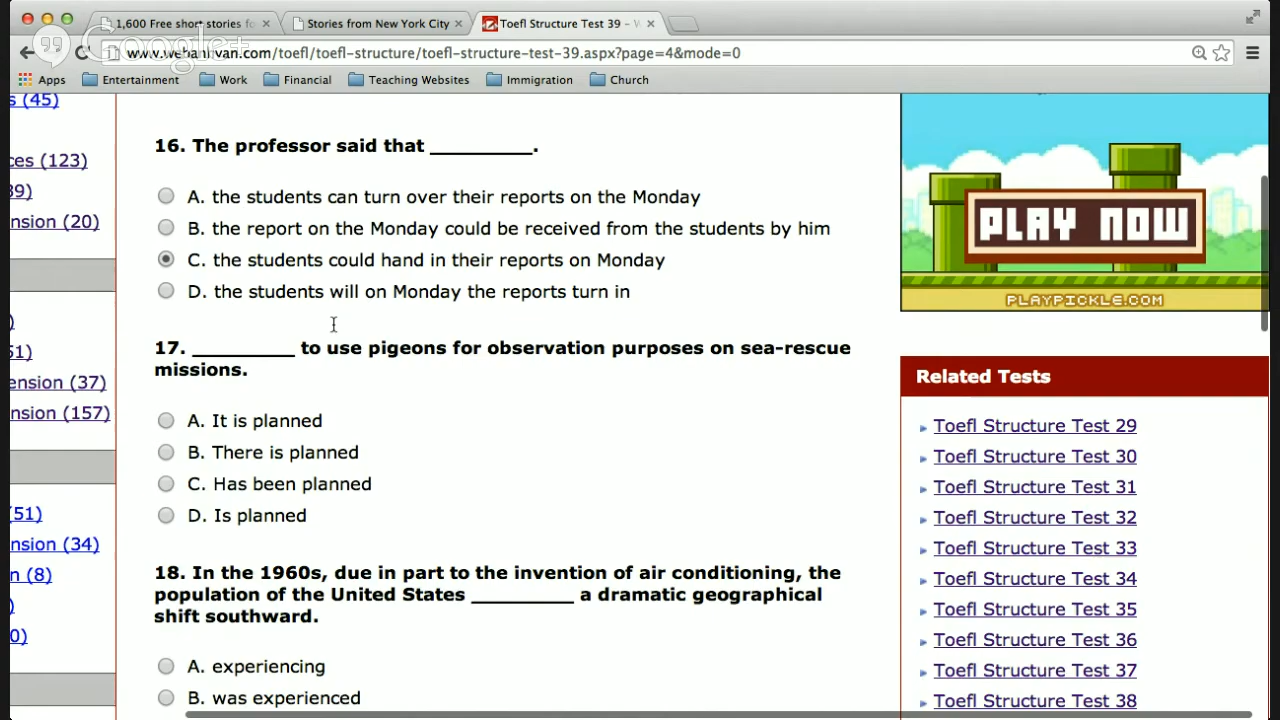 1,600 Free short stories fo
Stories from New York City
Toefl Structure Test 39 –
Google+
www.webanhvan.com/toefl/toefl-structure/toefl-structure-test-39.aspx?page=4&mode=0
Apps Entertainment Work Financial Teaching Websites Immigration Church
s (45)
ces (123)
39)
nsion (20)
)
51)
ension (37)
nsion (157)
(51)
nsion (34)
n (8)
)
0)
16. The professor said that _________.
A. the students can turn over their reports on the Monday
B. the report on the Monday could be received from the students by him
C. the students could hand in their reports on Monday
D. the students will on Monday the reports turn in
17. _________ to use pigeons for observation purposes on sea-rescue
missions.
A. It is planned
B. There is planned
C. Has been planned
D. Is planned
18. In the 1960s, due in part to the invention of air conditioning, the
population of the United States _________ a dramatic geographical
shift southward.
A. experiencing
B. was experienced
PLAY NOW
PLAYPICKLE.COM
Related Tests
Toefl Structure Test 29
Toefl Structure Test 30
Toefl Structure Test 31
Toefl Structure Test 32
Toefl Structure Test 33
Toefl Structure Test 34
Toefl Structure Test 35
Toefl Structure Test 36
Toefl Structure Test 37
Toefl Structure Test 38